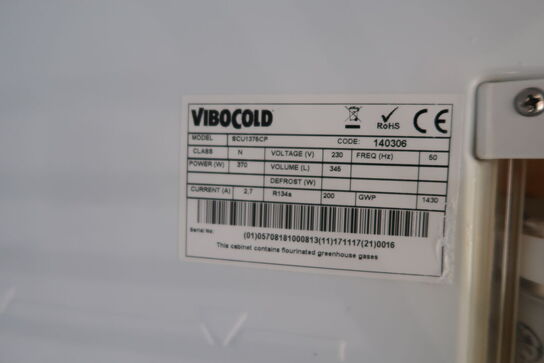 VIBOCOLD
RoHS
CE
MODEL SCU1375CP CODE: 140306
CLASS N VOLTAGE (V) 230 FREQ (Hz) 50
POWER (W) 370 VOLUME (L) 345
DEFROST (W)
CURRENT (A) 2,7 R134a 200 GWP 1430
Serial No:
(01)05708181000813(11)171117(21)0016
This cabinet contains flourinated greenhouse gases